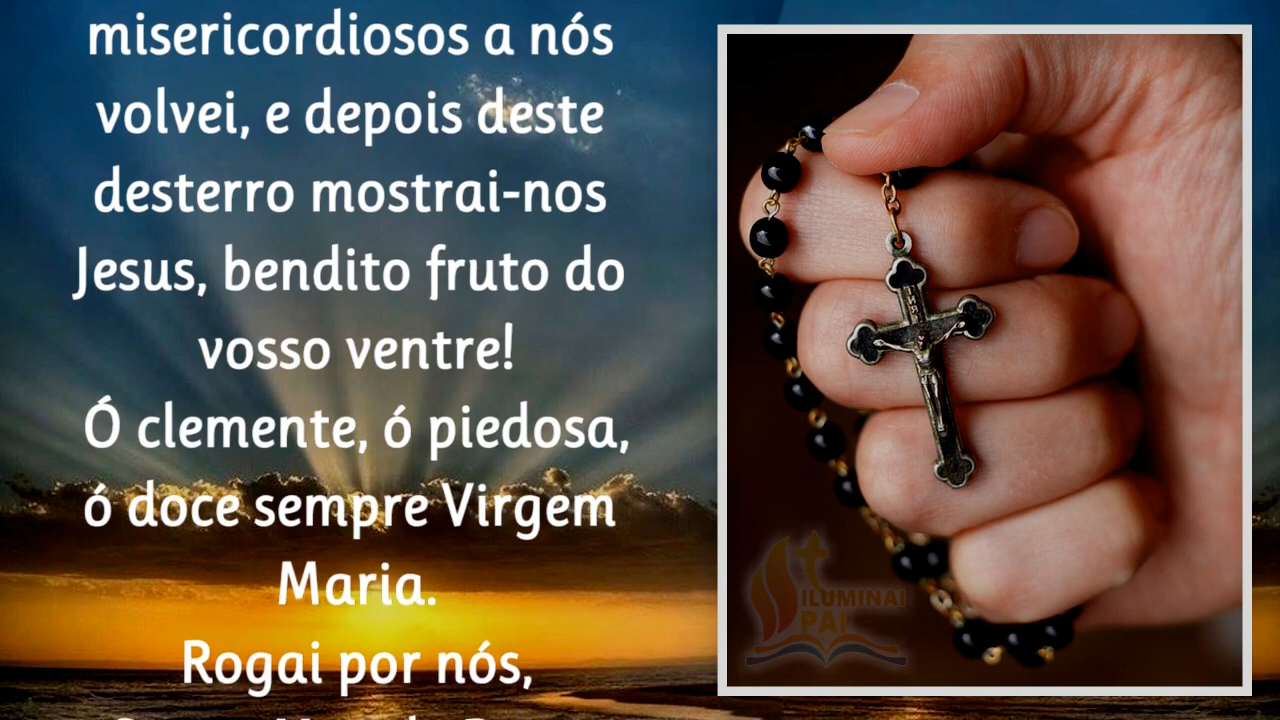 misericordiosos a nós
volvei, e depois deste
desterro mostrai-nos
Jesus, bendito fruto do
vosso ventre!
Ó clemente, ó piedosa,
ó doce sempre Virgem
Maria.
Rogai por nós,
ILUMINAI
PAI